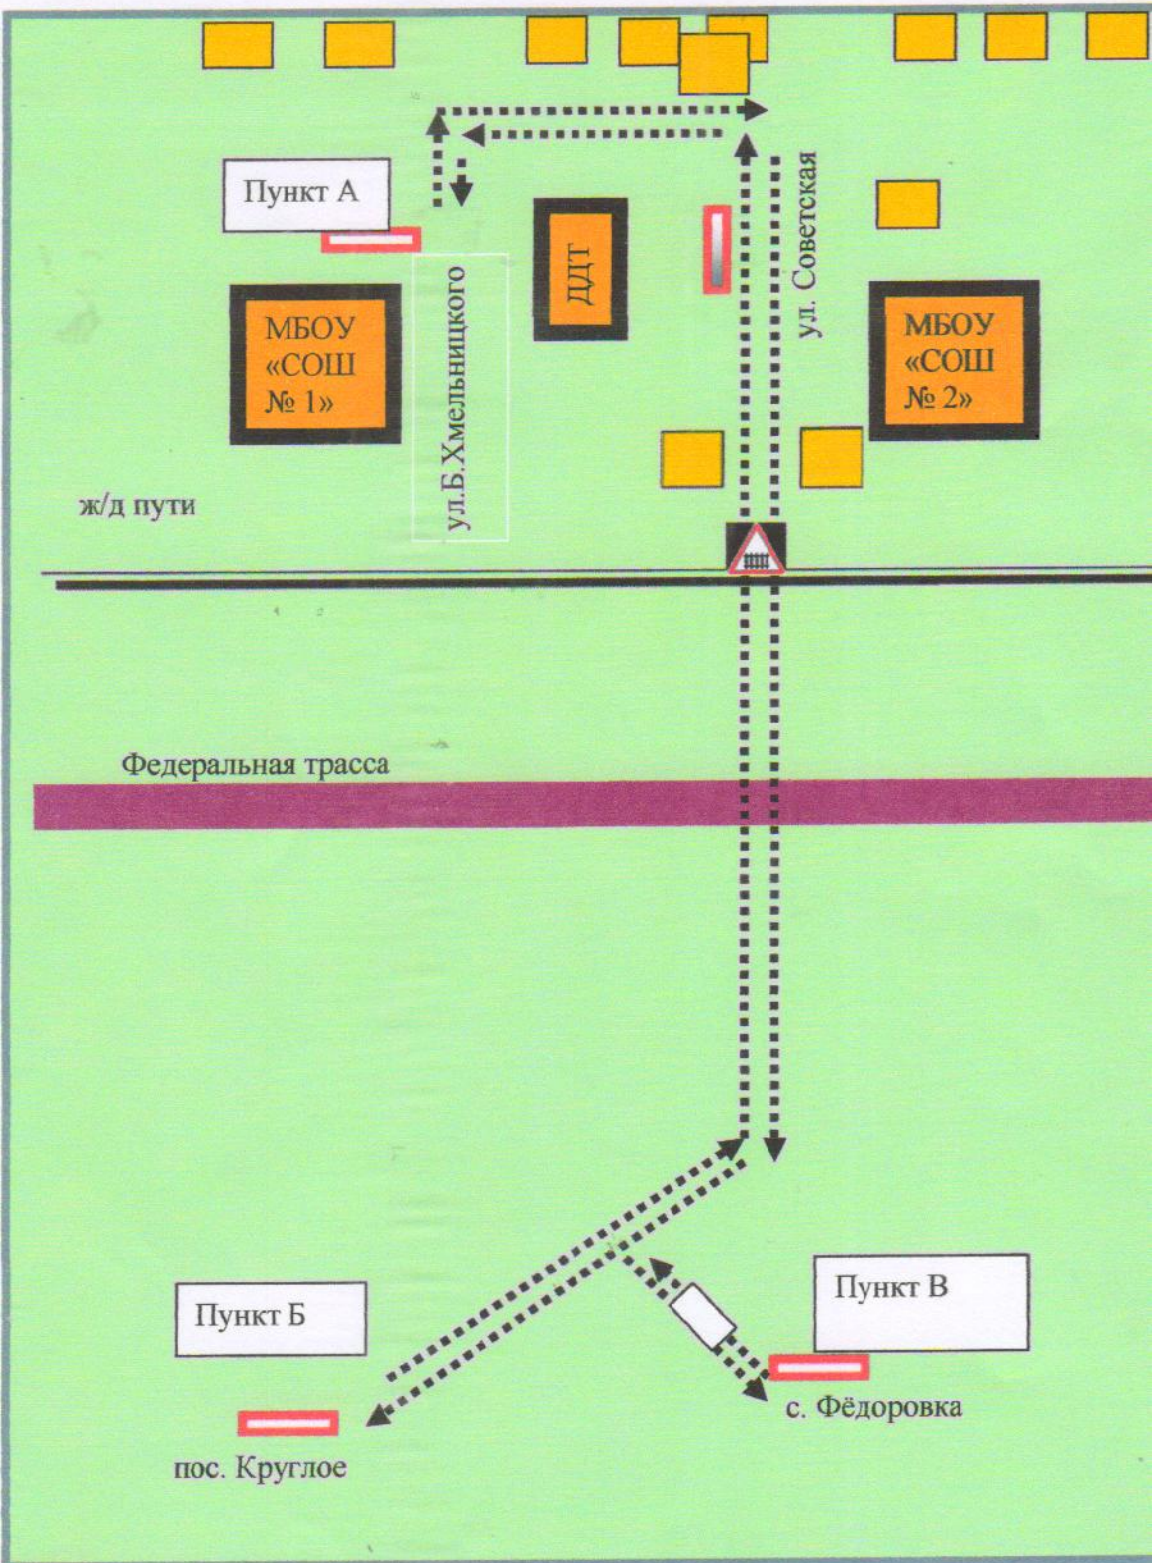 Пункт А
ул. Советская
ДДТ
ул.Б.Хмельницкого
МБОУ
«СОШ
№ 1»
МБОУ
«СОШ
№ 2»
ж/д пути
Федеральная трасса
Пункт Б
Пункт В
с. Фёдоровка
пос. Круглое